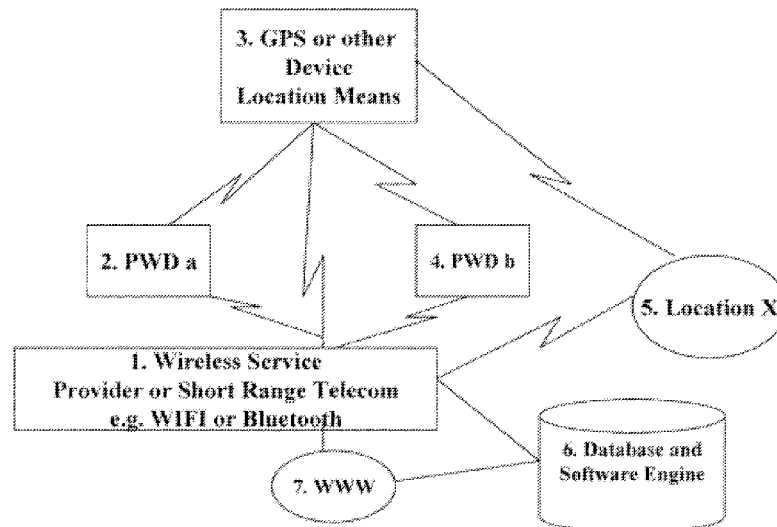 3. GPS or other
Device
Location Means
2. PWD a
4. PWD b
5. Location X
1. Wireless Service
Provider or Short Range Telecom
e.g. WIFI or Bluetooth
6. Database and
Software Engine
7. WWW